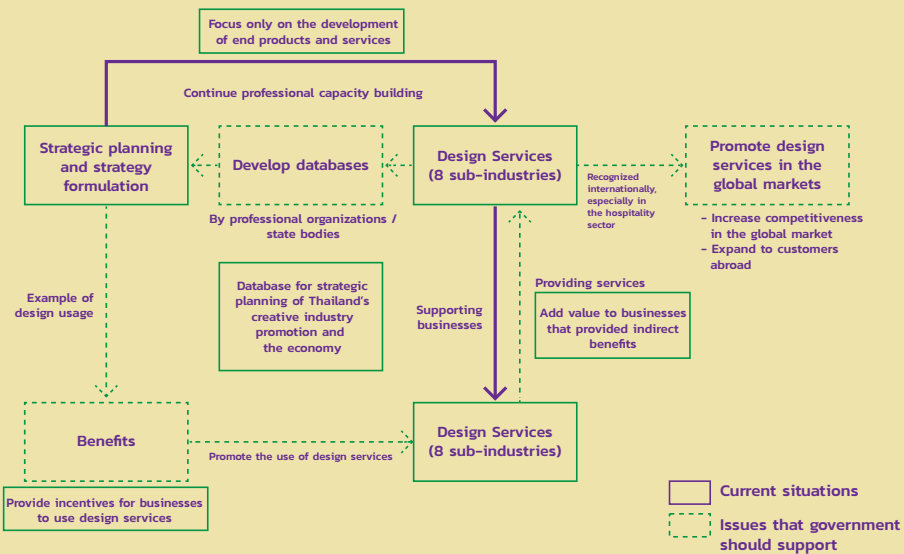 Focus only on the development
of end products and services
Continue professional capacity building
Strategic planning
and strategy
formulation
Develop databases
Design Services
(8 sub-industries)
Promote design
services in the
global markets
Recognized
internationally,
especially in
the hospitality
sector
By professional organizations /
state bodies
- Increase competitiveness
in the global market
- Expand to customers
abroad
Example of
design usage
Database for strategic
planning of Thailand's
creative industry
promotion and
the economy
Supporting
businesses
Providing services
Add value to businesses
that provided indirect
benefits
Benefits
Promote the use of design services
Design Services
(8 sub-industries)
Provide incentives for businesses
to use design services
Current situations
Issues that government
should support